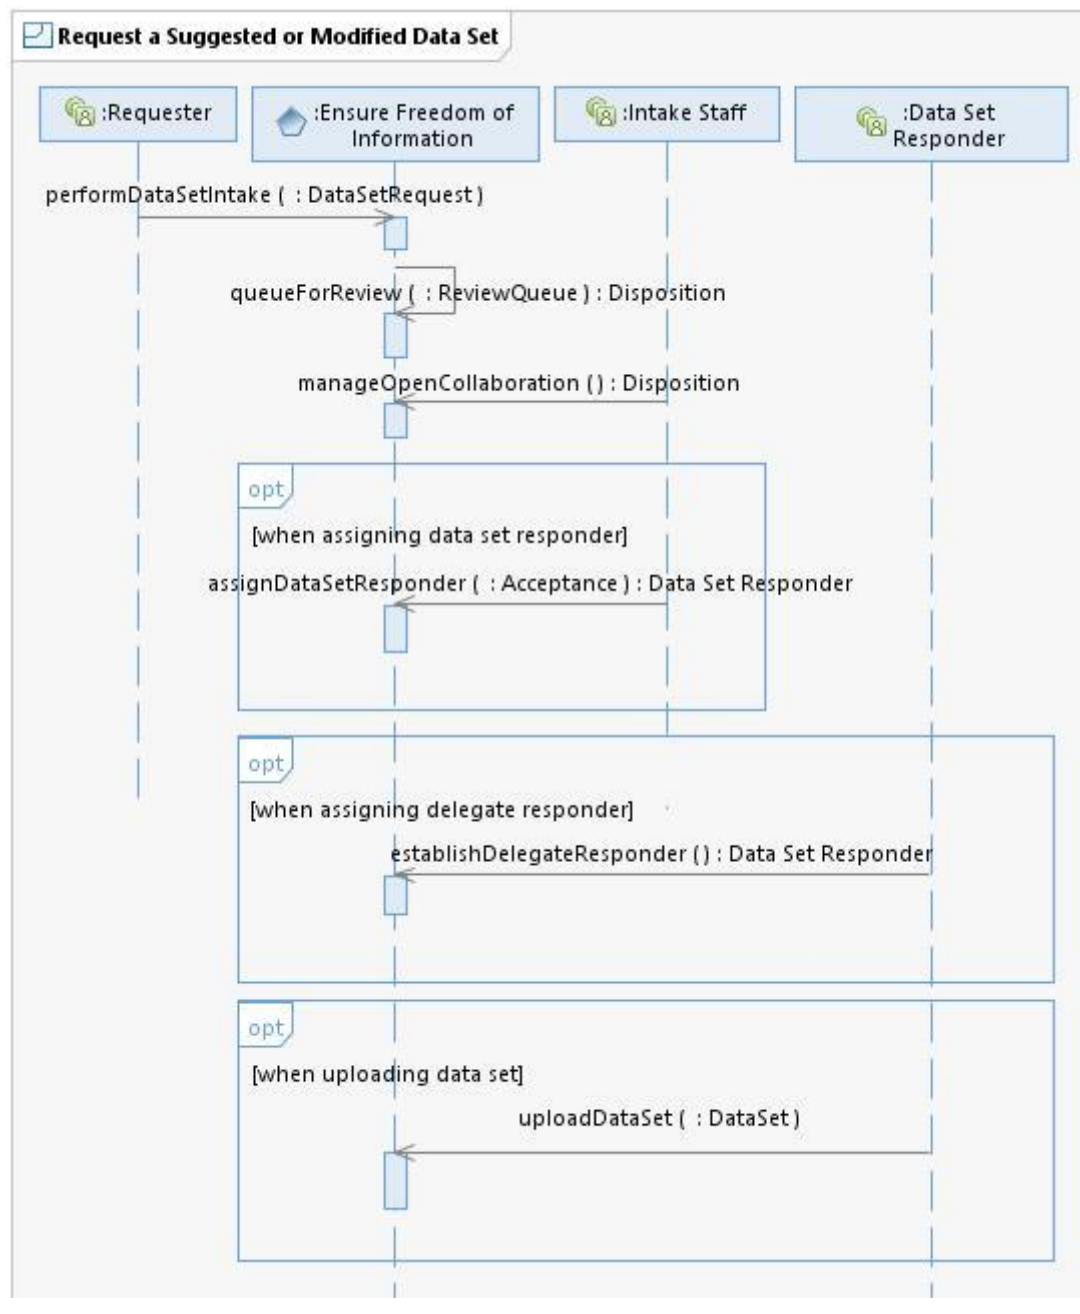 Request a Suggested or Modified Data Set
:Requester
:Ensure Freedom of
Information
:Intake Staff
:Data Set
Responder
performDataSetIntake ( : DataSetRequest )
queueForReview ( : ReviewQueue ) : Disposition
manageOpenCollaboration () : Disposition
opt
[when assigning data set responder]
assignDataSetResponder ( : Acceptance ) : Data Set Responder
opt
[when assigning delegate responder]
establishDelegateResponder () : Data Set Responder
opt
[when uploading data set]
uploadDataSet ( : DataSet )